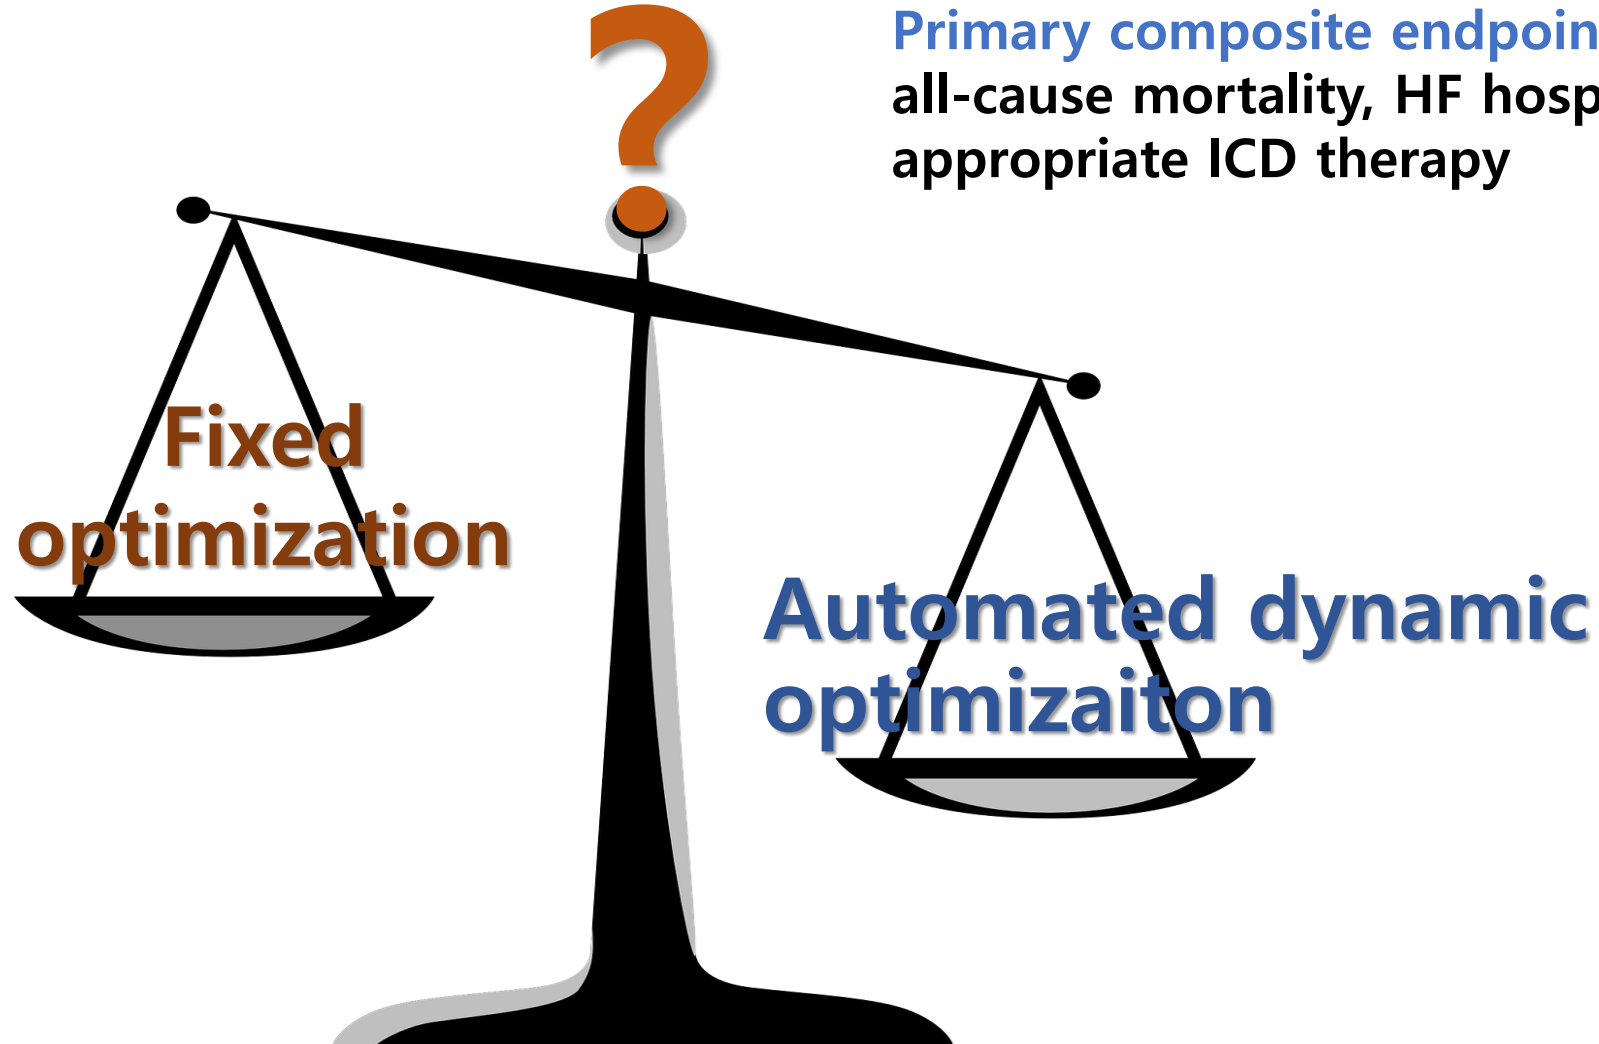 ?
Primary composite endpoin
all-cause mortality, HF hosp
appropriate ICD therapy
Fixed
optimization
Automated dynamic
optimizaiton